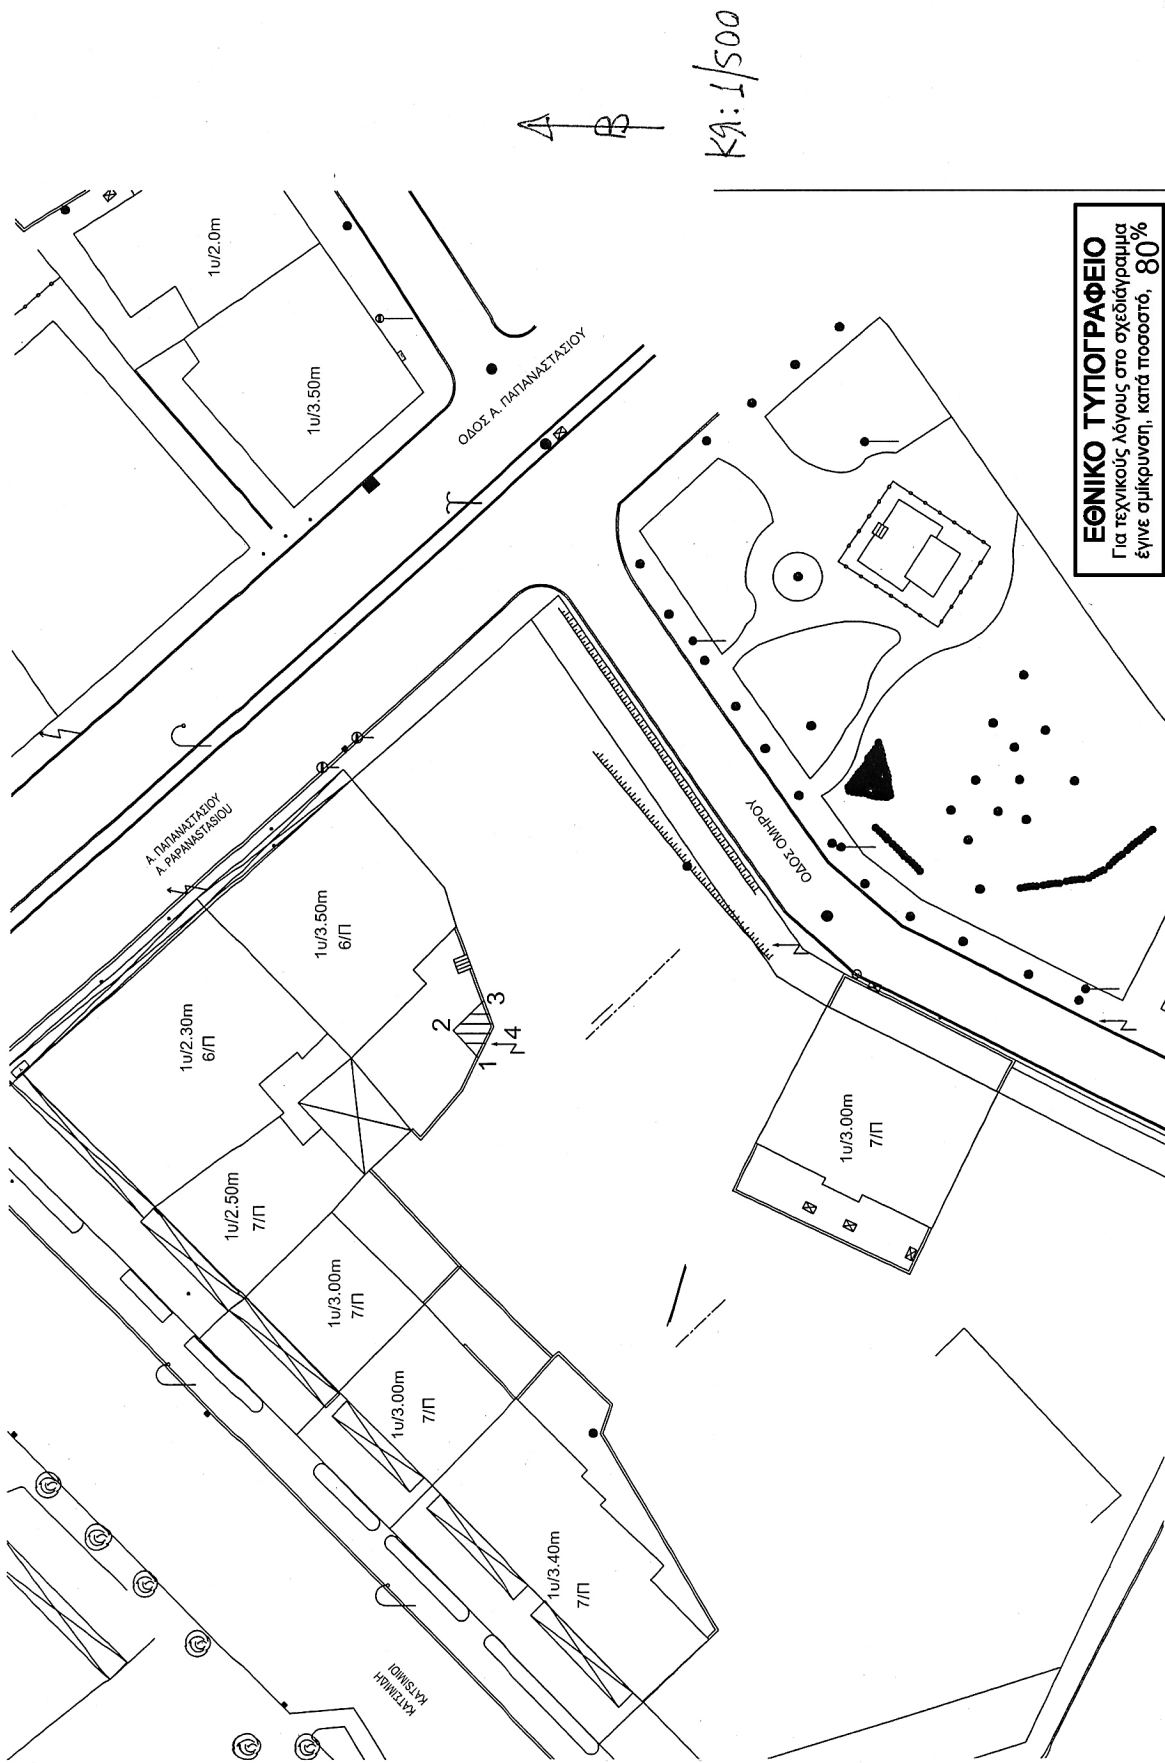 Β
Κλ: 1/500
ΕΘΝΙΚΟ ΤΥΠΟΓΡΑΦΕΙΟ
Για τεχνικούς λόγους στο σχεδιάγραμμα
έγινε σμίκρυνση, κατά ποσοστό, 80%
1υ/2.0m
1υ/3.50m
ΟΔΟΣ Α. ΠΑΠΑΝΑΣΤΑΣΙΟΥ
Α. ΠΑΠΑΝΑΣΤΑΣΙΟΥ
A. PAPANASTASIOU
1υ/3.50m
6/Π
1υ/2.30m
6/Π
2
3
1
4
ΟΔΟΣ ΟΜΗΡΟΥ
1υ/2.50m
7/Π
1υ/3.00m
7/Π
1υ/3.00m
7/Π
1υ/3.00m
7/Π
1υ/3.40m
7/Π
ΚΑΤΣΙΜΙΔΗ
KATSIMIDI